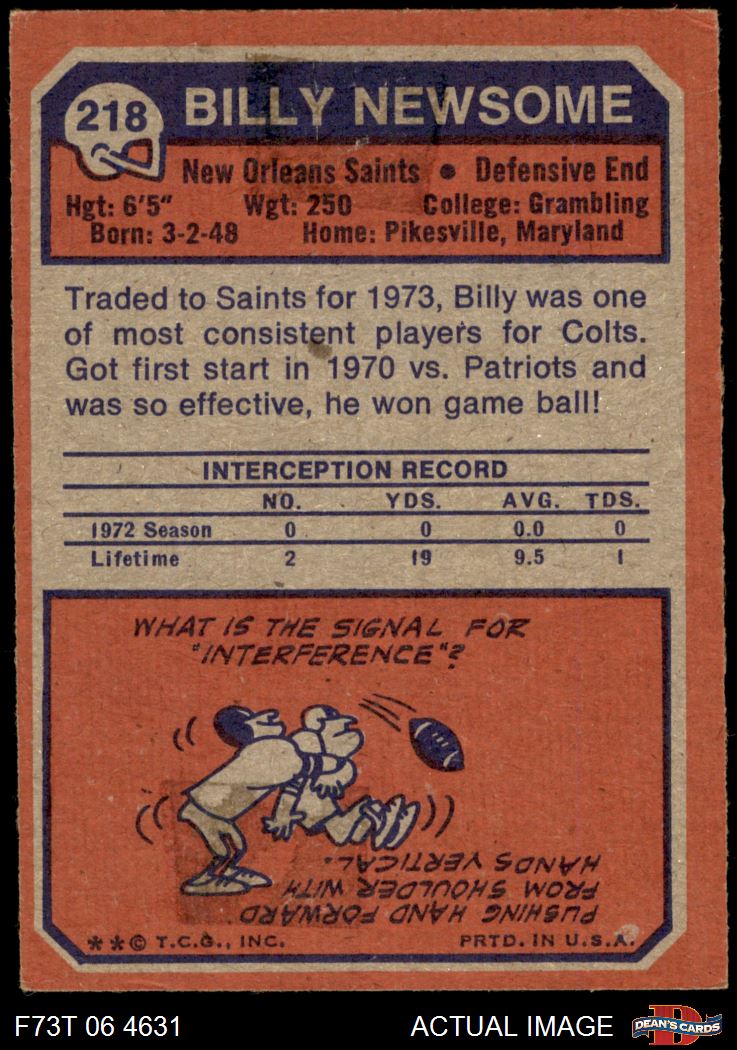 218
BILLY NEWSOME
New Orleans Saints • Defensive End
Hgt: 6'5" Wgt: 250 College: Grambling
Born: 3-2-48 Home: Pikesville, Maryland
Traded to Saints for 1973, Billy was one
of most consistent players for Colts.
Got first start in 1970 vs. Patriots and
was so effective, he won game ball!
INTERCEPTION RECORD
NO. YDS. AVG. TDS.
1972 Season 0 0 0.0 0
Lifetime 2 19 9.5 1
WHAT IS THE SIGNAL FOR
"INTERFERENCE"?
PUSHING HAND FORWARD
FROM SHOULDER WITH
HANDS VERTICAL.
**© T.C.G., INC. PRTD. IN U.S.A.
F73T 06 4631 ACTUAL IMAGE
D
DEAN'S CARDS